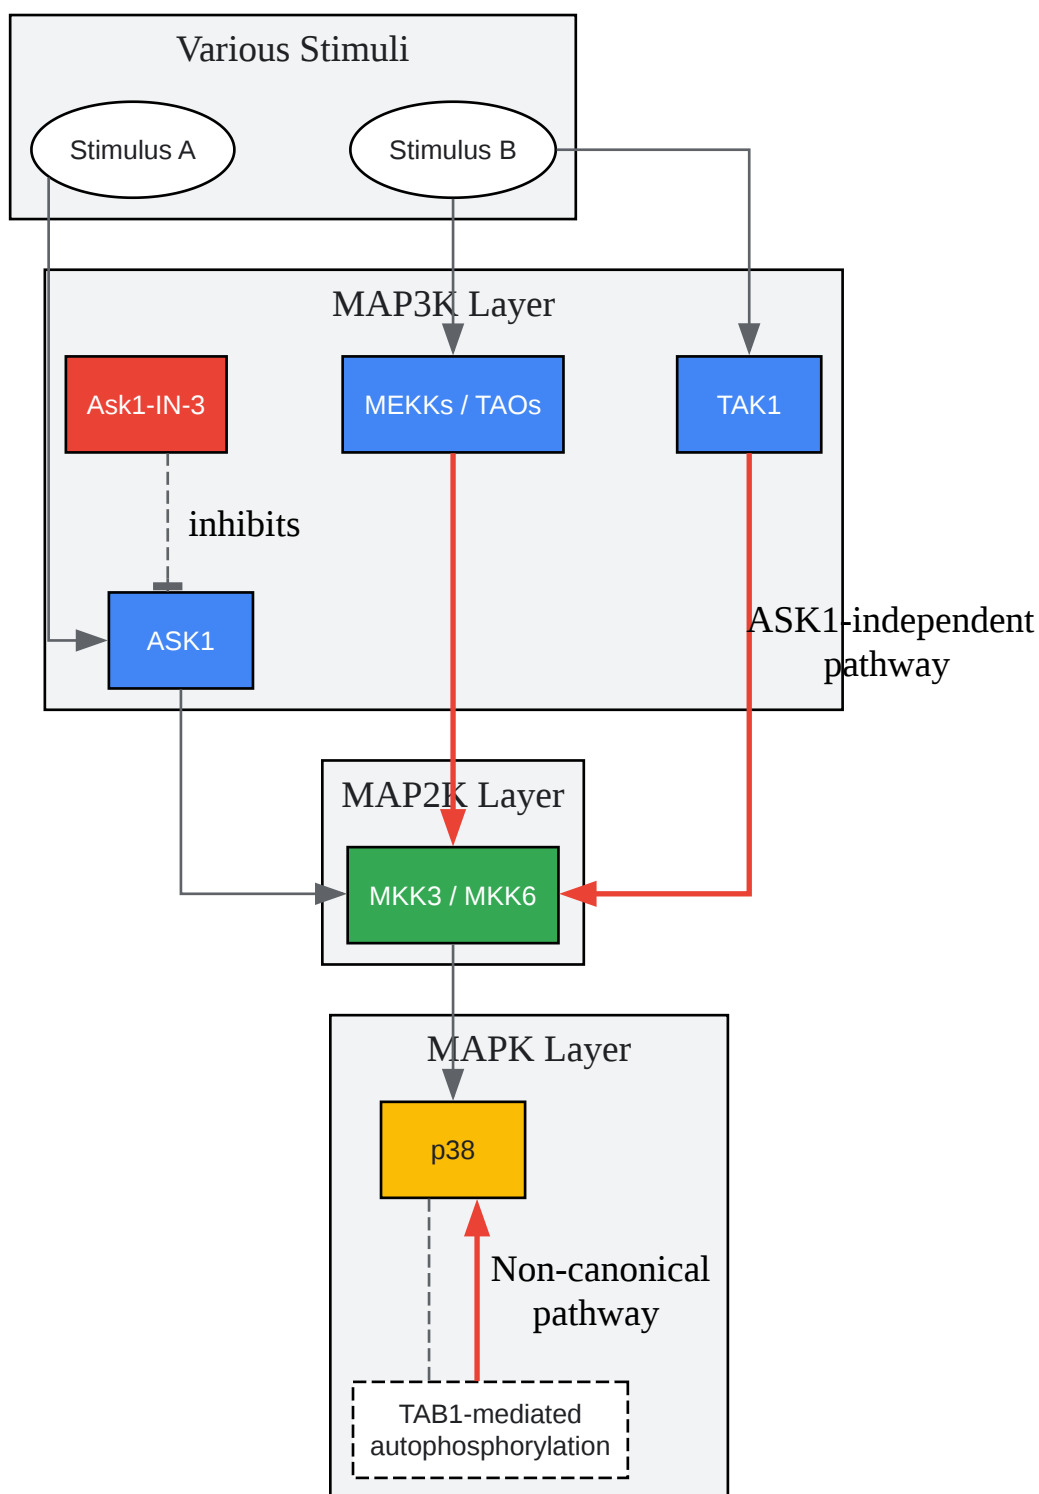 Various Stimuli
Stimulus A
Stimulus B
MAP3K Layer
Ask1-IN-3
MEKKs / TAOs
TAK1
inhibits
ASK1
ASK1-independent
pathway
MAP2K Layer
MKK3 / MKK6
MAPK Layer
p38
Non-canonical
pathway
TAB1-mediated
autophosphorylation